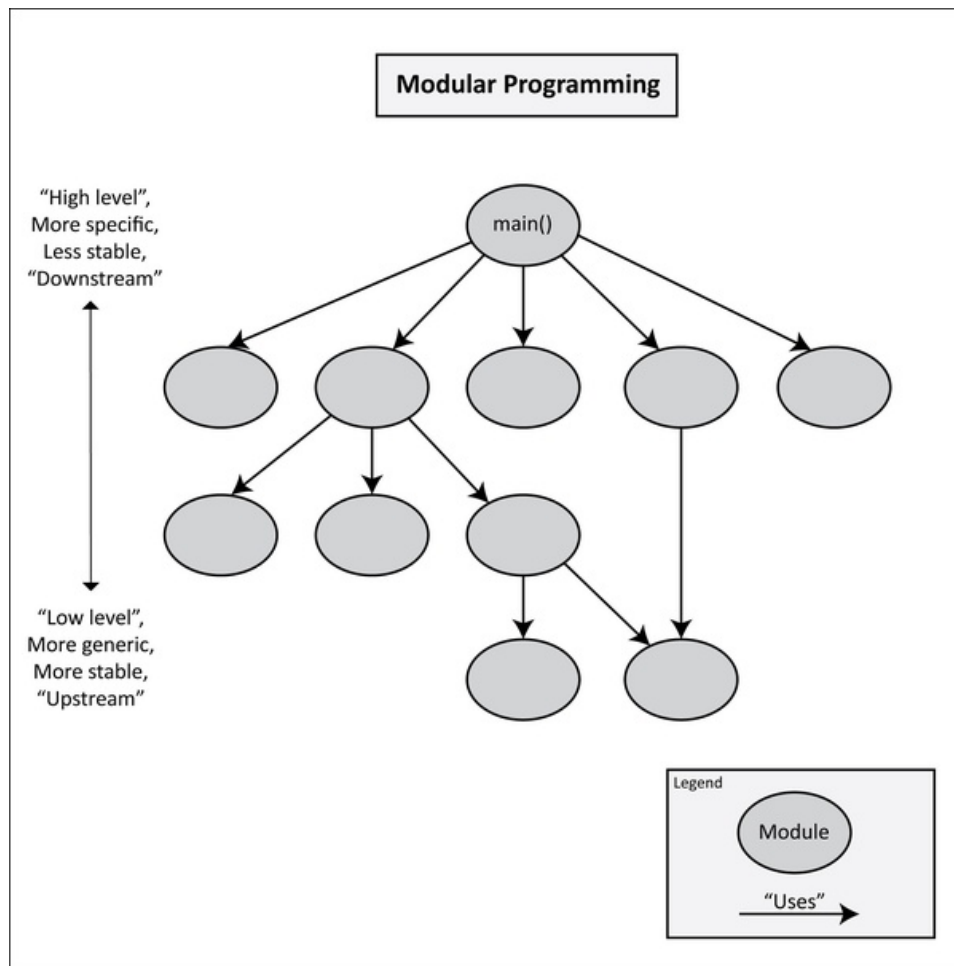 Modular Programming
“High level”,
More specific,
Less stable,
“Downstream”
main()
“Low level”,
More generic,
More stable,
“Upstream”
Legend
Module
“Uses”